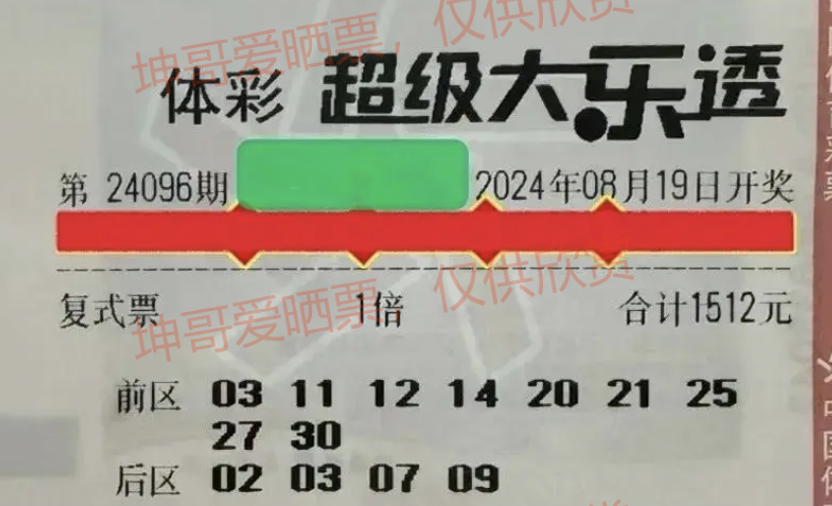 坤哥爱晒票，仅供欣赏
体彩 超级大乐透
第 24096期 2024年08月19日开奖
坤哥爱晒票，仅供欣赏
复式票 1倍 合计1512元
前区 03 11 12 14 20 21 25
27 30
后区 02 03 07 09